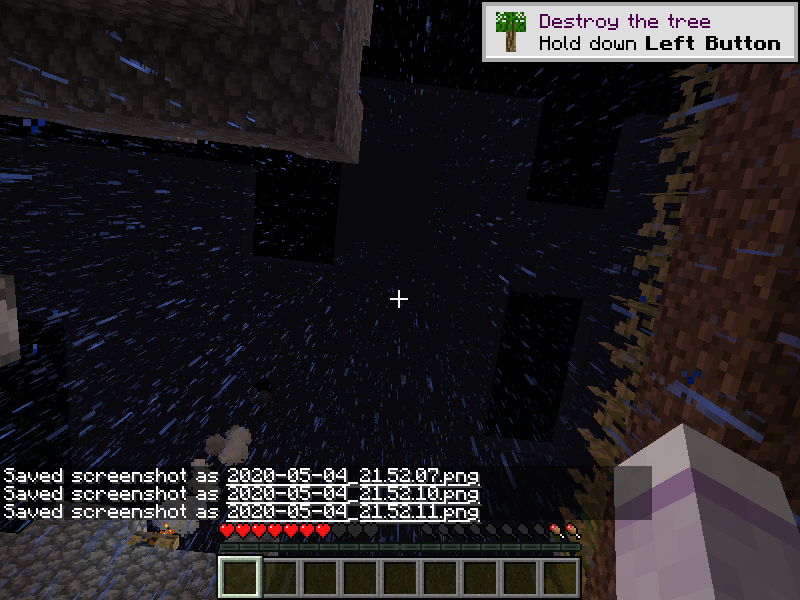 Destroy the tree
Hold down Left Button
Saved screenshot as 2020-05-04_21.52.07.png
Saved screenshot as 2020-05-04_21.52.10.png
Saved screenshot as 2020-05-04_21.52.11.png